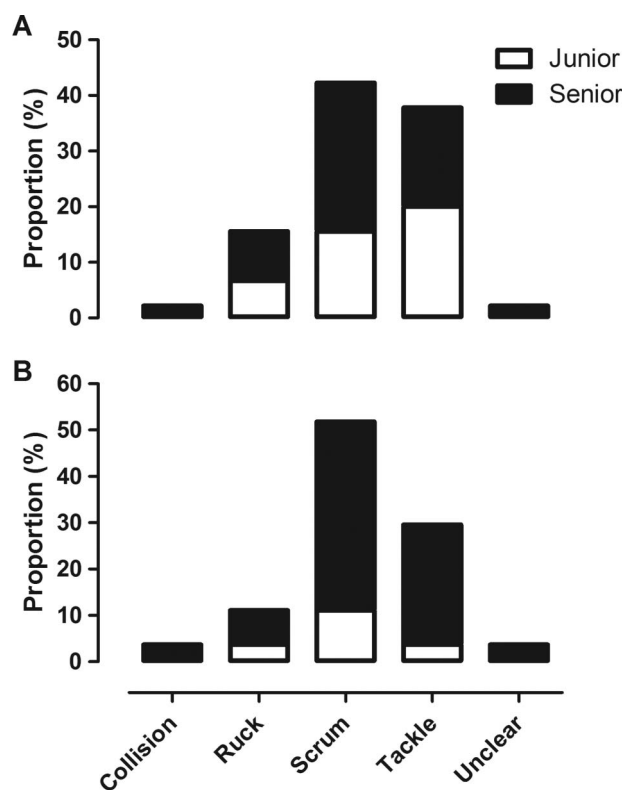 A
50
40
30
20
10
0
Proportion (%)
Junior
Senior
B
60
50
40
30
20
10
0
Proportion (%)
Collision
Ruck
Scrum
Tackle
Unclear